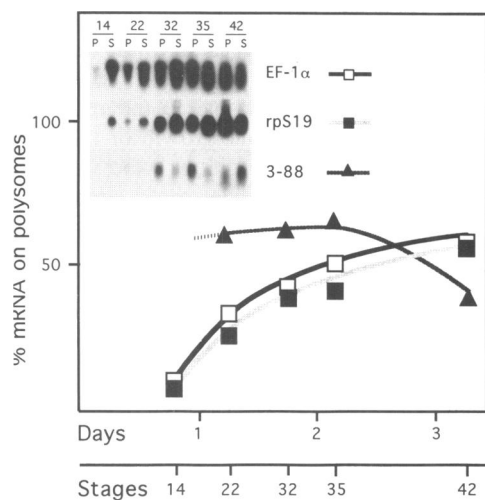 14 22 32 35 42
P S P S P S P S P S
EF-1α
rpS19
3-88
100
50
% mRNA on polysomes
Days 1 2 3
Stages 14 22 32 35 42